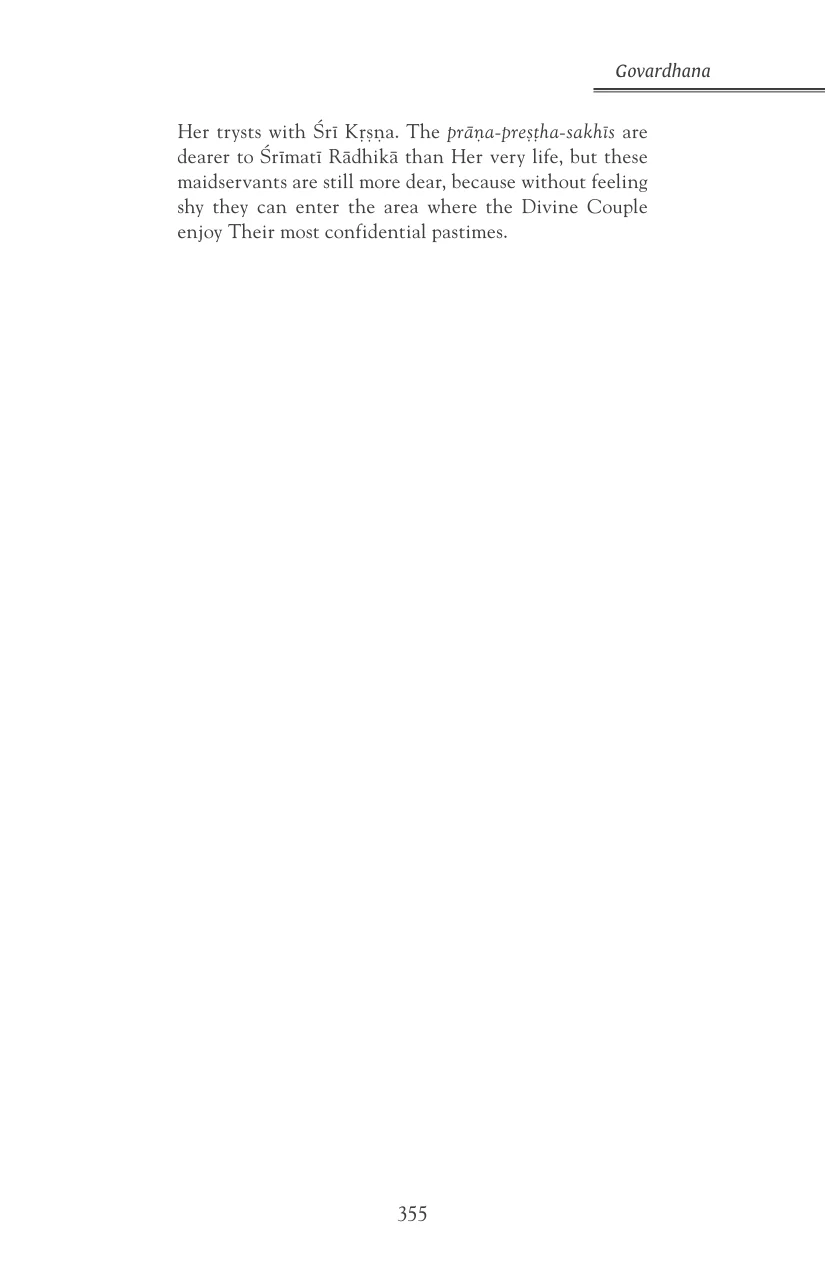 Govardhana
Her trysts with Śrī Kṛṣṇa. The prāṇa-preṣṭha-sakhīs are
dearer to Śrīmatī Rādhikā than Her very life, but these
maidservants are still more dear, because without feeling
shy they can enter the area where the Divine Couple
enjoy Their most confidential pastimes.
355